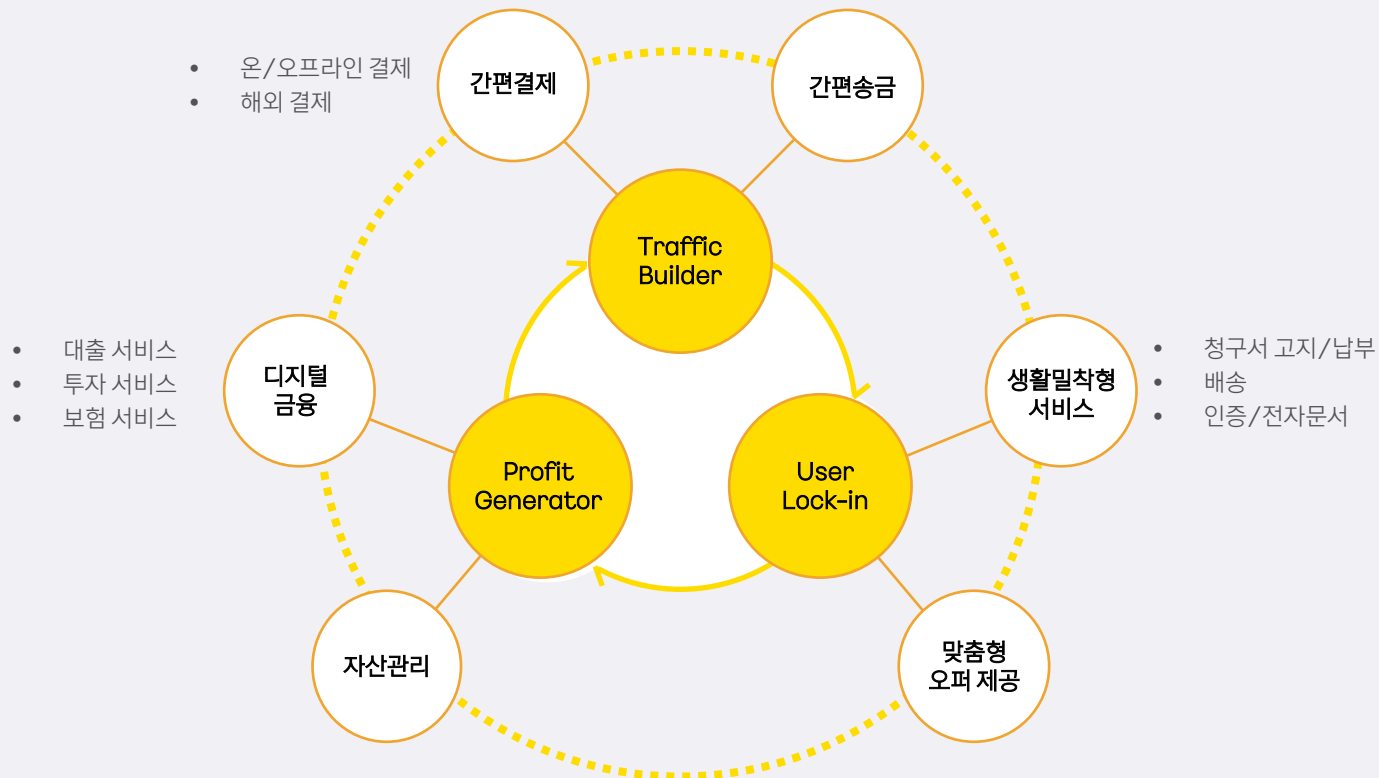 • 온/오프라인 결제
• 해외 결제
간편결제
간편송금
Traffic
Builder
• 대출 서비스
• 투자 서비스
• 보험 서비스
디지털
금융
생활밀착형
서비스
• 청구서 고지/납부
• 배송
• 인증/전자문서
Profit
Generator
User
Lock-in
자산관리
맞춤형
오퍼 제공